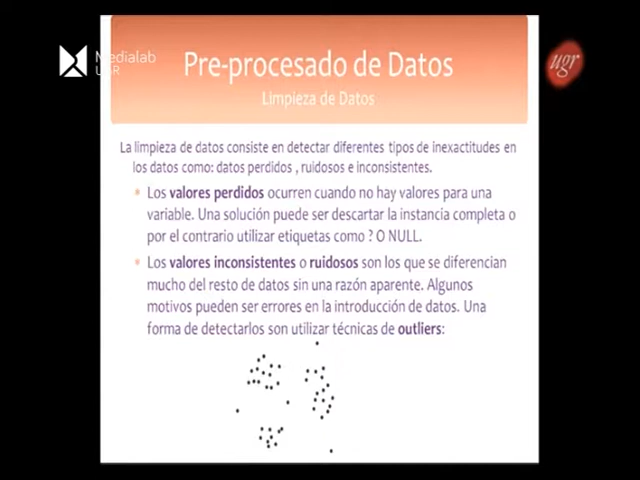 Medialab
UGR
Pre-procesado de Datos
ugr
Limpieza de Datos
La limpieza de datos consiste en detectar diferentes tipos de inexactitudes en
los datos como: datos perdidos , ruidosos e inconsistentes.
Los valores perdidos ocurren cuando no hay valores para una
variable. Una solución puede ser descartar la instancia completa o
por el contrario utilizar etiquetas como ? O NULL.
Los valores inconsistentes o ruidosos son los que se diferencian
mucho del resto de datos sin una razón aparente. Algunos
motivos pueden ser errores en la introducción de datos. Una
forma de detectarlos son utilizar técnicas de outliers: